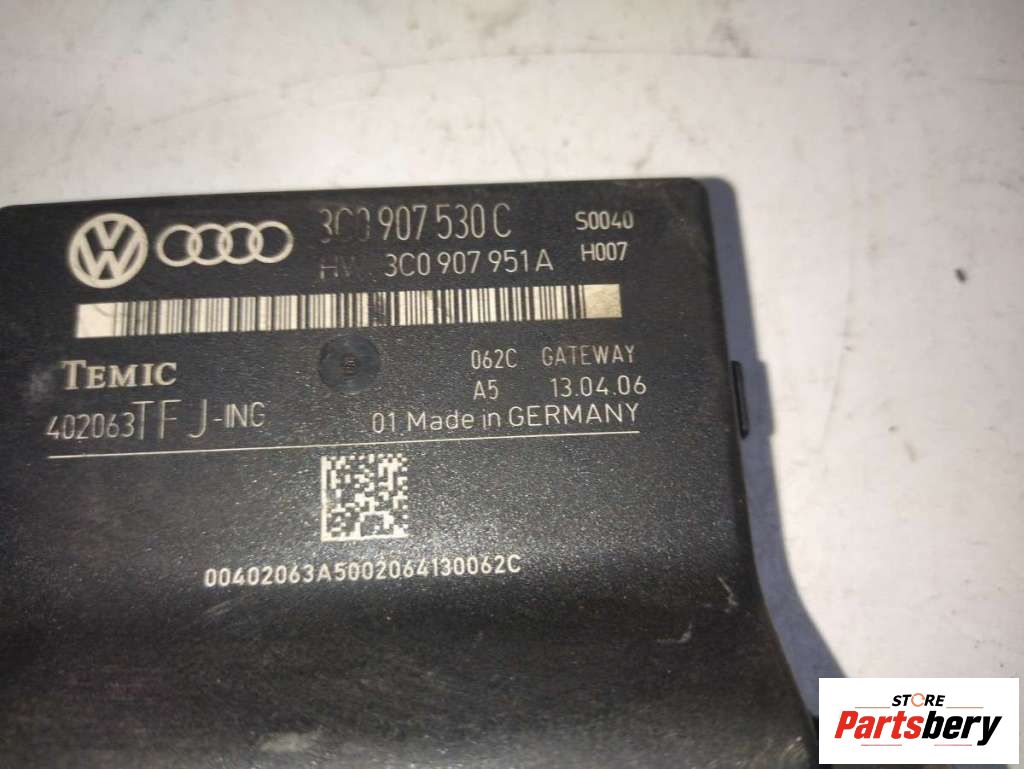 3C0 907 530 C S0040
HW: 3C0 907 951 A H007
TEMIC 062C GATEWAY
A5 13.04.06
402063TFJ-ING 01 Made in GERMANY
00402063A5002064130062C
STORE
Partsbery